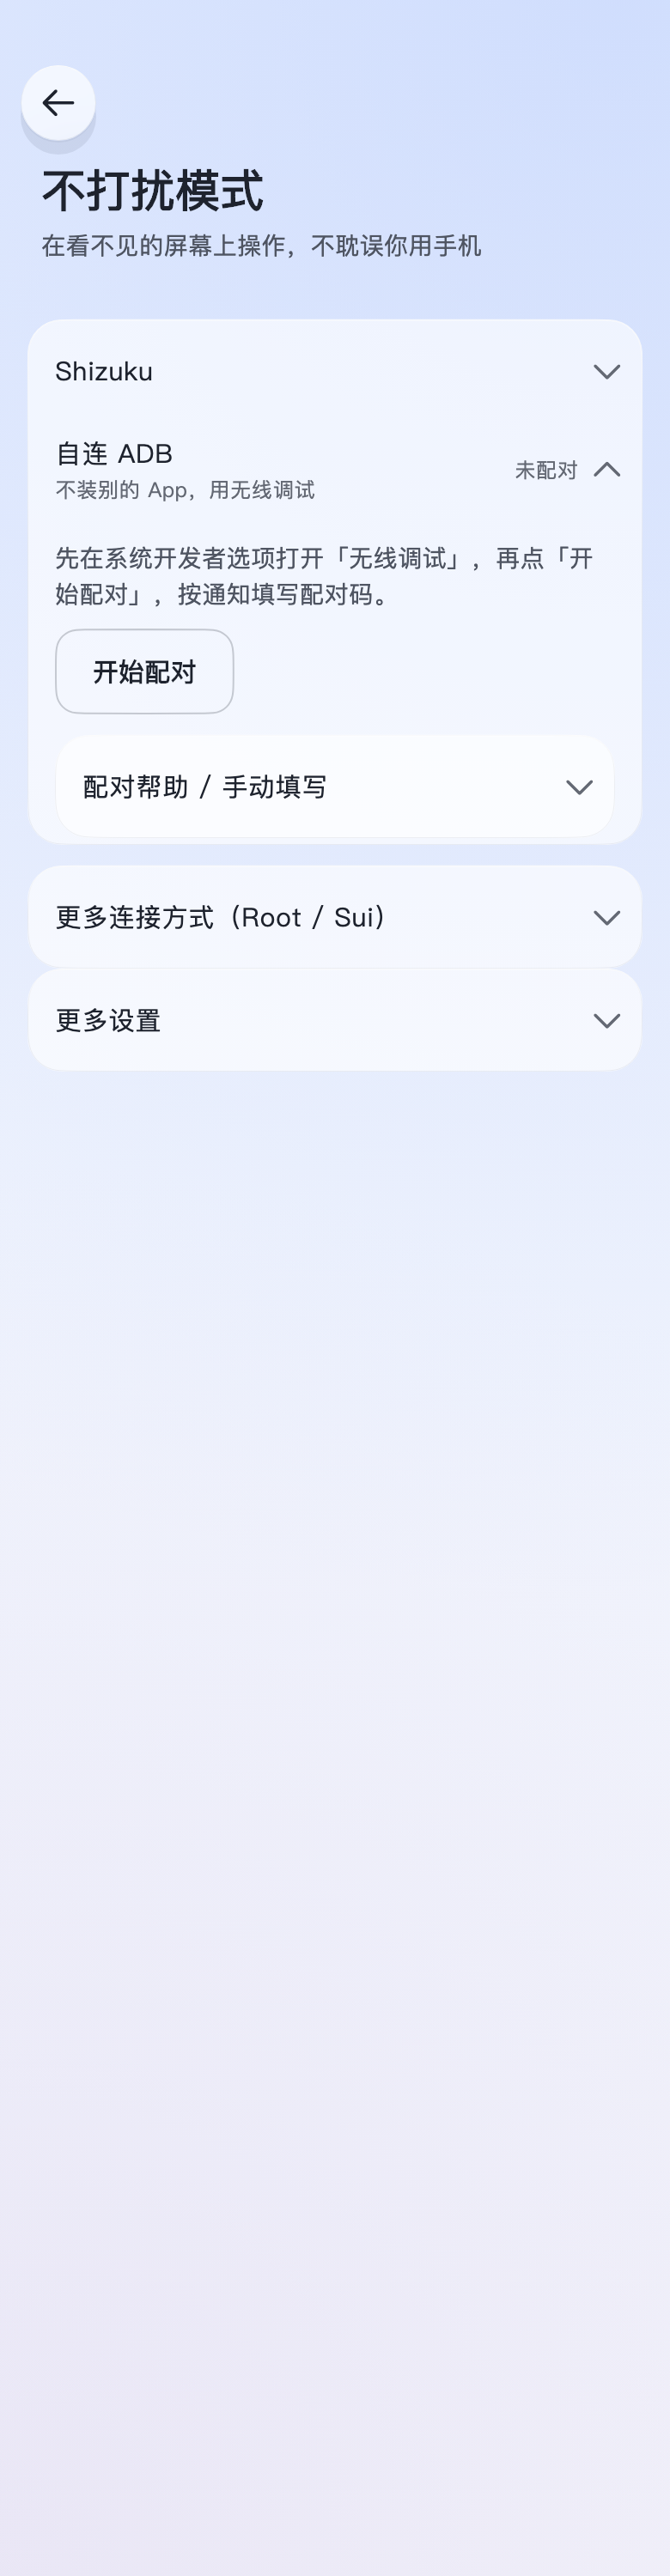 不打扰模式
在看不见的屏幕上操作，不耽误你用手机
Shizuku
自连 ADB
未配对
不装别的 App，用无线调试
先在系统开发者选项打开「无线调试」，再点「开
始配对」，按通知填写配对码。
开始配对
配对帮助 / 手动填写
更多连接方式（Root / Sui）
更多设置